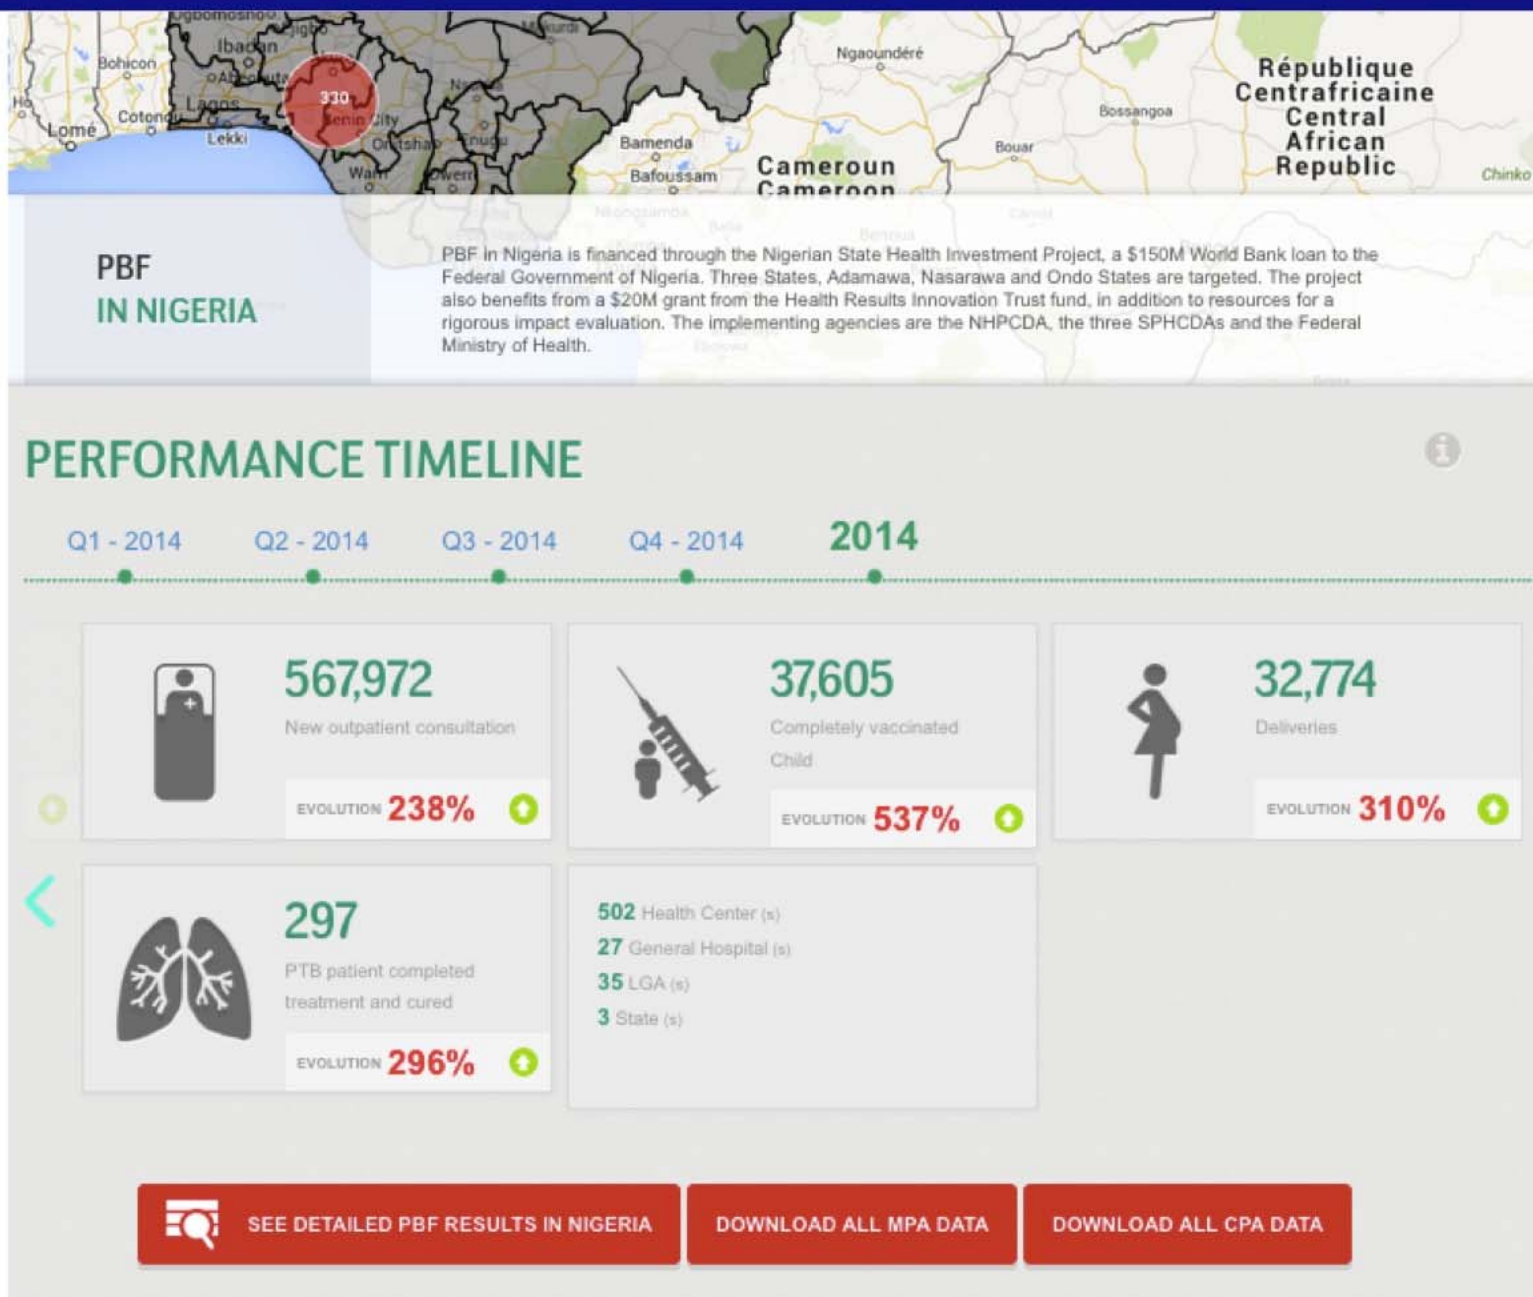 Ogbomosho
Ejigbo
Makurdi
Ngaoundéré
République
Centrafricaine
Central
African
Republic
Ibadan
Bohicon
Abeokuta
330
Bossangoa
Ho
Lagos
Benin City
Cotonou
Lomé
Lekki
Onitsha
Enugu
Bamenda
Bouar
Cameroun
Cameroon
Warri
Owerri
Bafoussam
Chinko
Nkongsamba
Bafia
Bertoua
PBF
IN NIGERIA
PBF in Nigeria is financed through the Nigerian State Health Investment Project, a $150M World Bank loan to the
Federal Government of Nigeria. Three States, Adamawa, Nasarawa and Ondo States are targeted. The project
also benefits from a $20M grant from the Health Results Innovation Trust fund, in addition to resources for a
rigorous impact evaluation. The implementing agencies are the NHPCDA, the three SPHCDAs and the Federal
Ministry of Health.
PERFORMANCE TIMELINE
Q1 - 2014
Q2 - 2014
Q3 - 2014
Q4 - 2014
2014
567,972
New outpatient consultation
EVOLUTION 238%
37,605
Completely vaccinated
Child
EVOLUTION 537%
32,774
Deliveries
EVOLUTION 310%
297
PTB patient completed
treatment and cured
EVOLUTION 296%
502 Health Center (s)
27 General Hospital (s)
35 LGA (s)
3 State (s)
SEE DETAILED PBF RESULTS IN NIGERIA
DOWNLOAD ALL MPA DATA
DOWNLOAD ALL CPA DATA